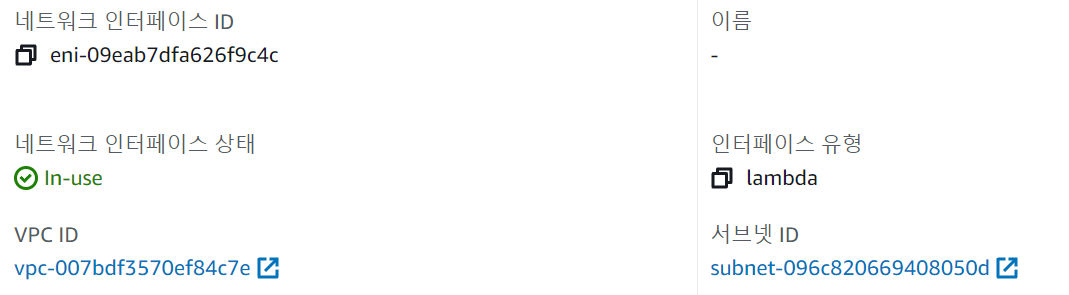 네트워크 인터페이스 ID
eni-09eab7dfa626f9c4c
이름
-
네트워크 인터페이스 상태
In-use
인터페이스 유형
lambda
VPC ID
vpc-007bdf3570ef84c7e
서브넷 ID
subnet-096c820669408050d